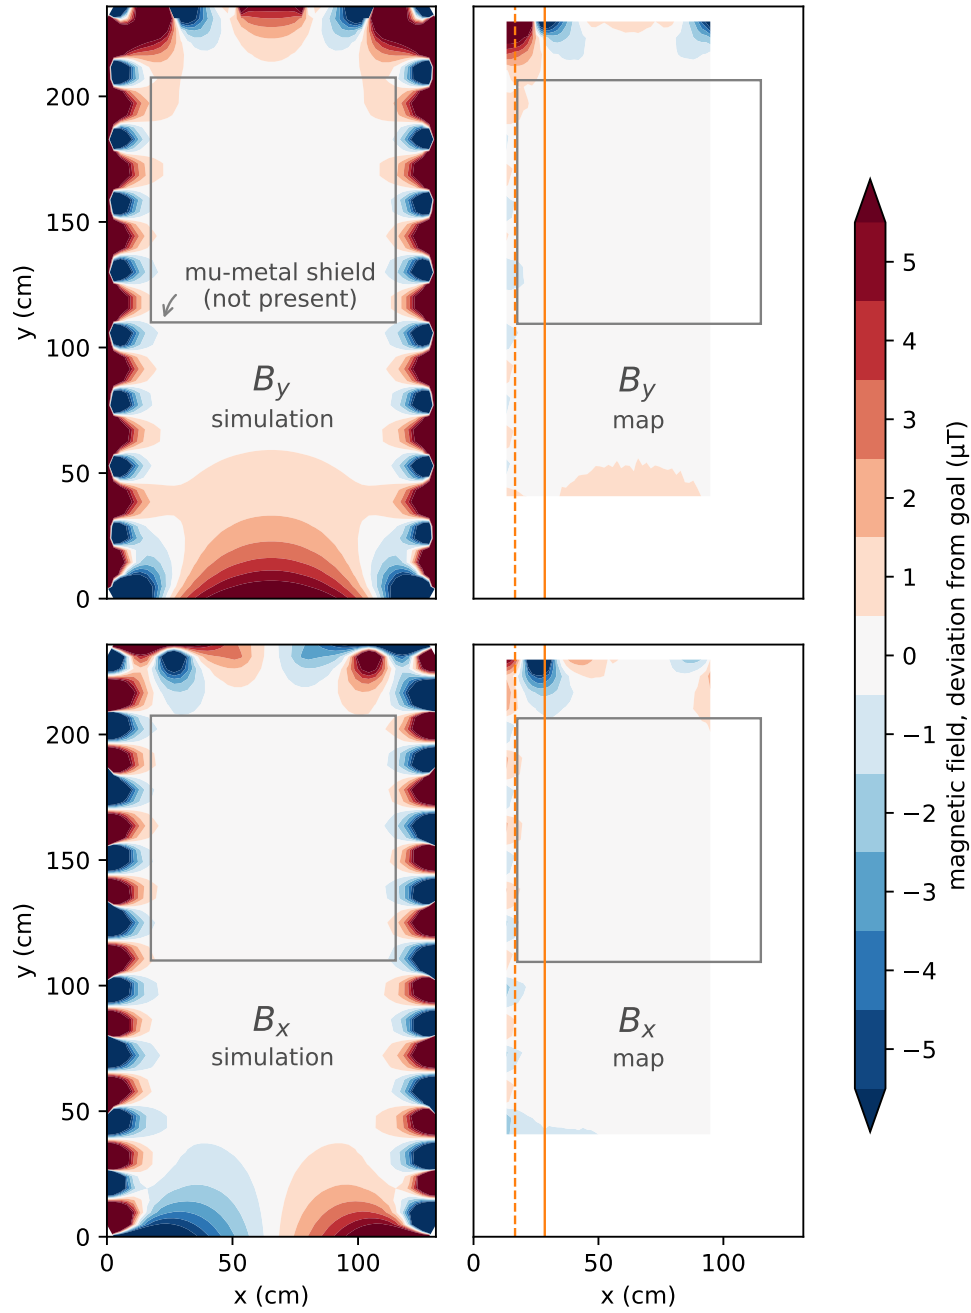 200
150
100
50
0
y (cm)
mu-metal shield
(not present)
B_y
simulation
B_y
map
200
150
100
50
0
y (cm)
B_x
simulation
B_x
map
0 50 100
x (cm)
0 50 100
x (cm)
5
4
3
2
1
0
−1
−2
−3
−4
−5
magnetic field, deviation from goal (μT)